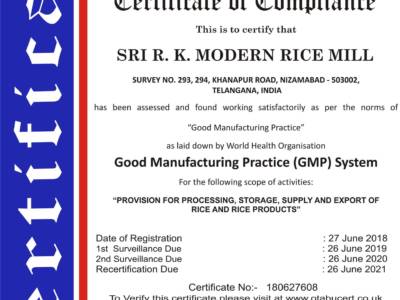 Certificate of Compliance
This is to certify that
SRI R. K. MODERN RICE MILL
SURVEY NO. 293, 294, KHANAPUR ROAD, NIZAMABAD - 503002,
TELANGANA, INDIA
has been assessed and found working satisfactorily as per the norms of
“Good Manufacturing Practice”
as laid down by World Health Organisation
Good Manufacturing Practice (GMP) System
For the following scope of activities:
“PROVISION FOR PROCESSING, STORAGE, SUPPLY AND EXPORT OF
RICE AND RICE PRODUCTS”
Date of Registration : 27 June 2018
1st Surveillance Due : 26 June 2019
2nd Surveillance Due : 26 June 2020
Recertification Due : 26 June 2021
Certificate No:- 180627608
To Verify this certificate please visit at www.otabucert.co.uk
ertifica